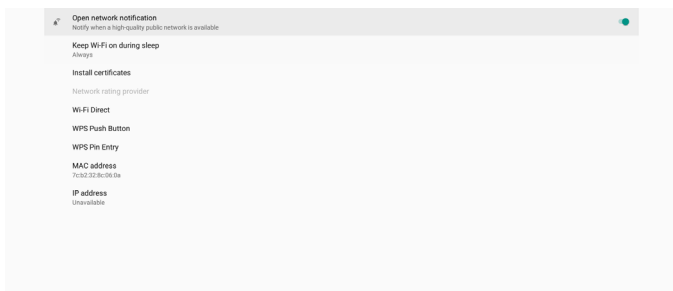 Open network notification
Notify when a high-quality public network is available
Keep Wi-Fi on during sleep
Always
Install certificates
Network rating provider
Wi-Fi Direct
WPS Push Button
WPS Pin Entry
MAC address
7c:b2:32:8c:06:0a
IP address
Unavailable